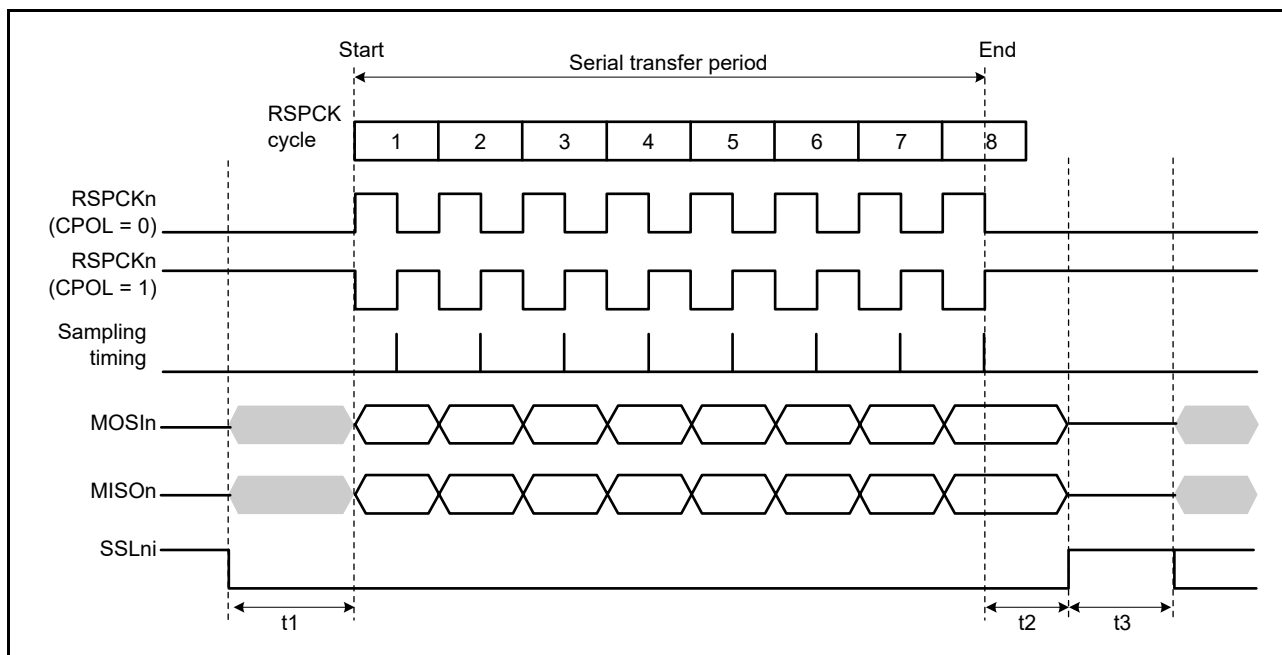 Start
End
Serial transfer period
RSPCK
cycle
1 2 3 4 5 6 7 8
RSPCKn
(CPOL = 0)
RSPCKn
(CPOL = 1)
Sampling
timing
MOSIn
MISOn
SSLni
t1
t2
t3